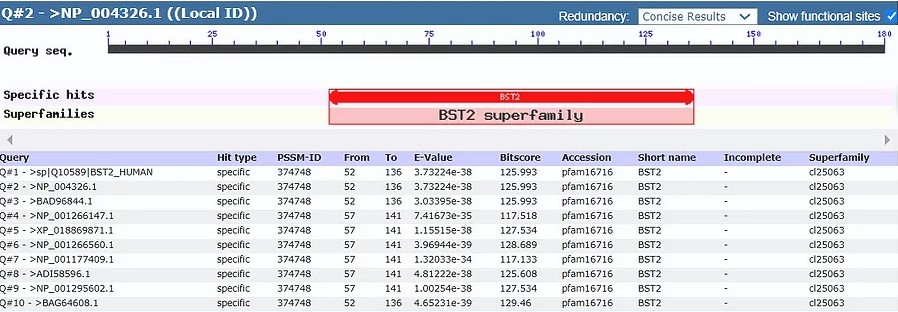 Q#2 - >NP_004326.1 ((Local ID))
Redundancy: Concise Results Show functional sites
1 25 50 75 100 125 150 180
Query seq.
Specific hits BST2
Superfamilies BST2 superfamily
Query Hit type PSSM-ID From To E-Value Bitscore Accession Short name Incomplete Superfamily
Q#1 - >sp|Q10589|BST2_HUMAN specific 374748 52 136 3.73224e-38 125.993 pfam16716 BST2 - cl25063
Q#2 - >NP_004326.1 specific 374748 52 136 3.73224e-38 125.993 pfam16716 BST2 - cl25063
Q#3 - >BAD96844.1 specific 374748 52 136 3.03395e-38 125.993 pfam16716 BST2 - cl25063
Q#4 - >NP_001266147.1 specific 374748 57 141 7.41673e-35 117.518 pfam16716 BST2 - cl25063
Q#5 - >XP_018869871.1 specific 374748 57 141 1.15515e-38 127.534 pfam16716 BST2 - cl25063
Q#6 - >NP_001266560.1 specific 374748 57 141 3.96944e-39 128.689 pfam16716 BST2 - cl25063
Q#7 - >NP_001177409.1 specific 374748 57 141 1.32033e-34 117.133 pfam16716 BST2 - cl25063
Q#8 - >ADI58596.1 specific 374748 57 141 4.81222e-38 125.608 pfam16716 BST2 - cl25063
Q#9 - >NP_001295602.1 specific 374748 57 141 1.00254e-38 127.534 pfam16716 BST2 - cl25063
Q#10 - >BAG64608.1 specific 374748 52 136 4.65231e-39 129.46 pfam16716 BST2 - cl25063